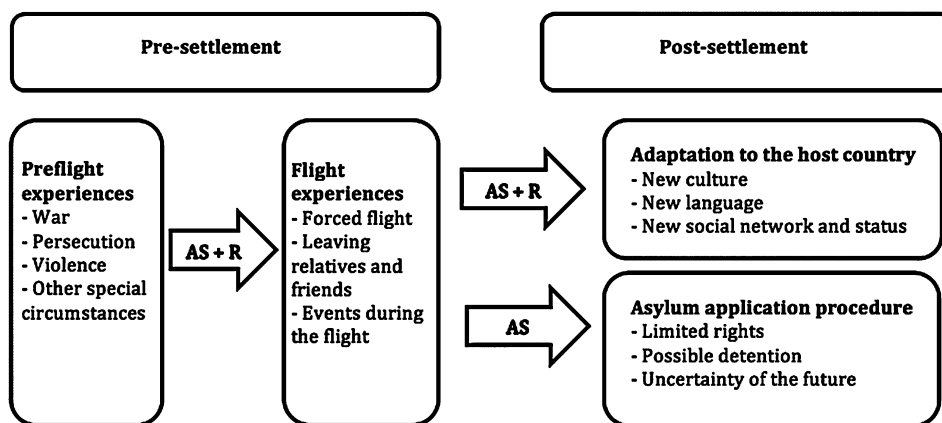 Pre-settlement
Post-settlement
Preflight
experiences
- War
- Persecution
- Violence
- Other special
circumstances
AS + R
Flight
experiences
- Forced flight
- Leaving
relatives and
friends
- Events during
the flight
AS + R
Adaptation to the host country
- New culture
- New language
- New social network and status
AS
Asylum application procedure
- Limited rights
- Possible detention
- Uncertainty of the future